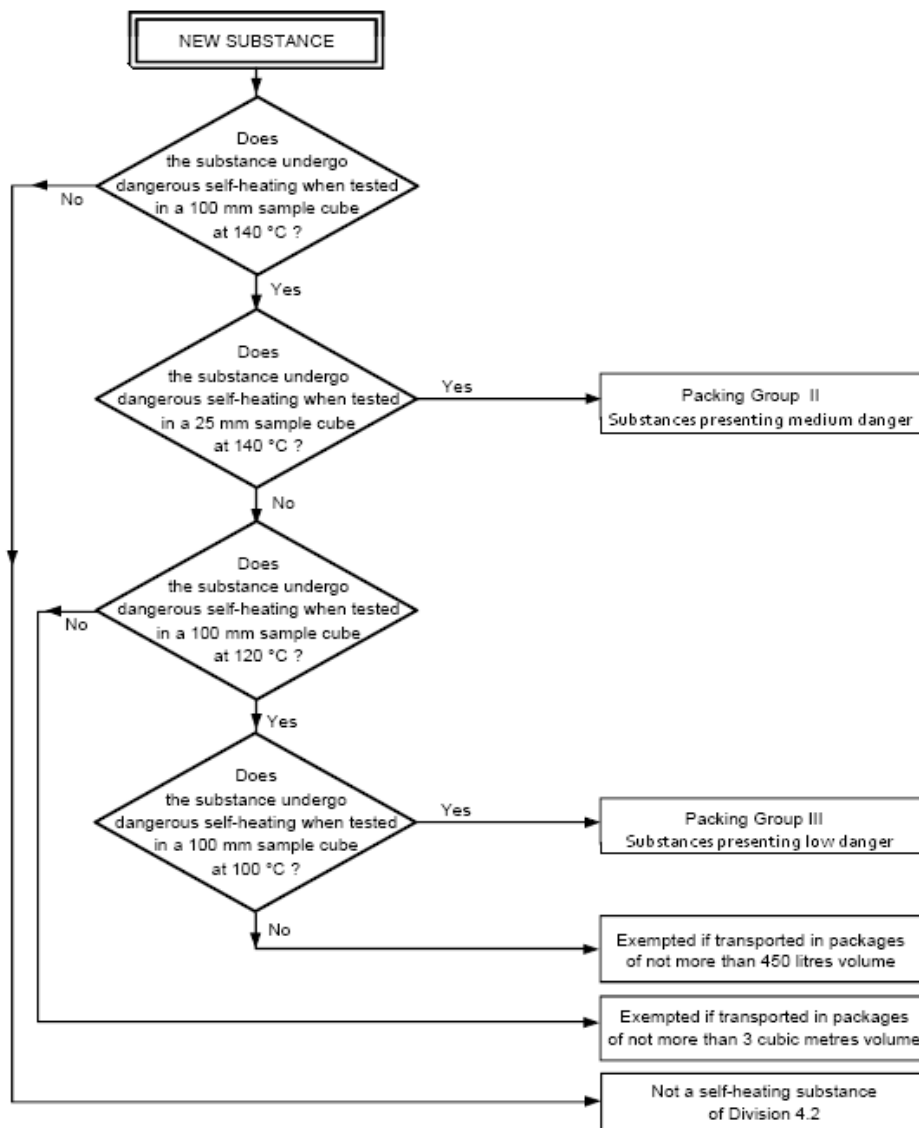 NEW SUBSTANCE
Does
the substance undergo
dangerous self-heating when tested
in a 100 mm sample cube
at 140 °C ?
No
Yes
Does
the substance undergo
dangerous self-heating when tested
in a 25 mm sample cube
at 140 °C ?
Yes
Packing Group II
Substances presenting medium danger
No
Does
the substance undergo
dangerous self-heating when tested
in a 100 mm sample cube
at 120 °C ?
No
Yes
Does
the substance undergo
dangerous self-heating when tested
in a 100 mm sample cube
at 100 °C ?
Yes
Packing Group III
Substances presenting low danger
No
Exempted if transported in packages
of not more than 450 litres volume
Exempted if transported in packages
of not more than 3 cubic metres volume
Not a self-heating substance
of Division 4.2